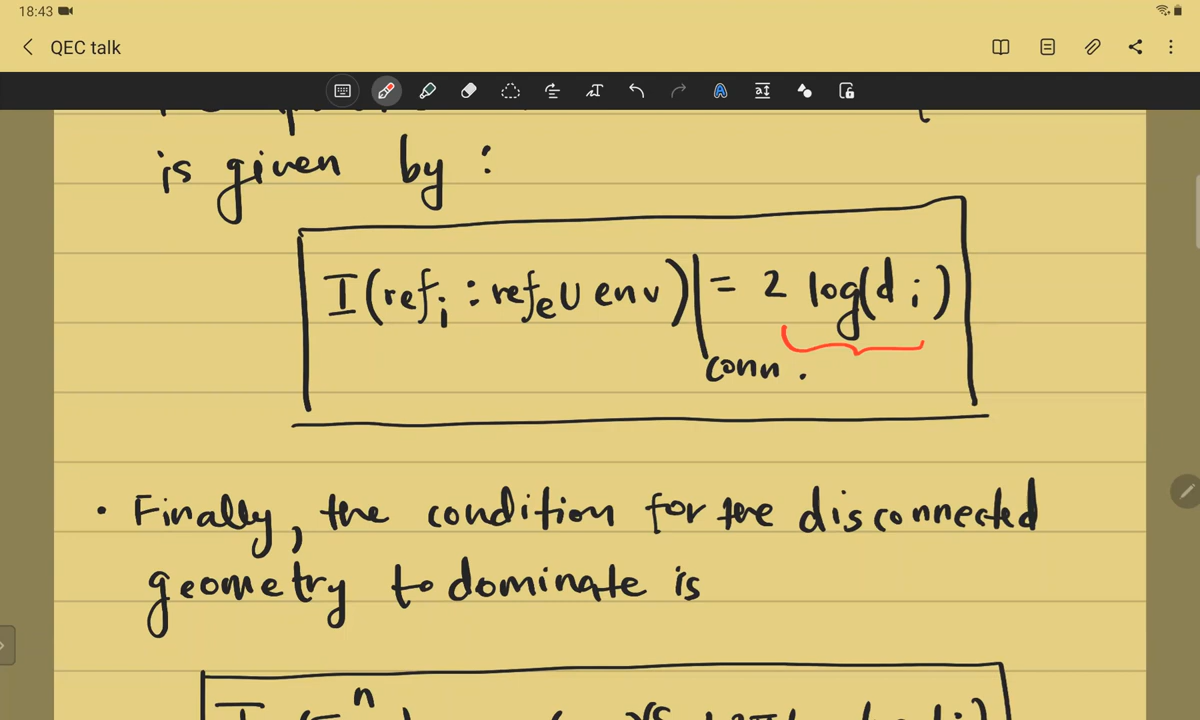 18:43
QEC talk
is given by :
I(ref_i : ref_e ∪ env)|_conn. = 2 log(d_i)
• Finally, the condition for the disconnected
geometry to dominate is